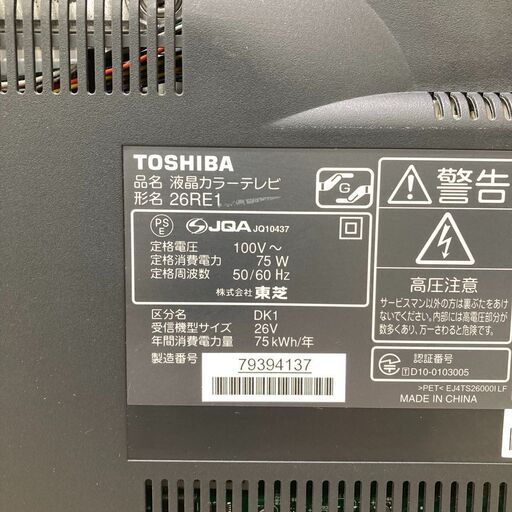 TOSHIBA
品名 液晶カラーテレビ
形名 26RE1
G
PS
E
JQA JQ10437
定格電圧 100V～
定格消費電力 75 W
定格周波数 50/60 Hz
株式会社 東芝
区分名 DK1
受信機型サイズ 26V
年間消費電力量 75 kWh/年
製造番号
79394137
警告
高圧注意
サービスマン以外の方は裏ぶたをあけ
ないでください。内部には高電圧部分が
数多くあり、万一さわると危険です。
認証番号
T D10-0103005
>PET< EJ4TS26000ILF
MADE IN CHINA